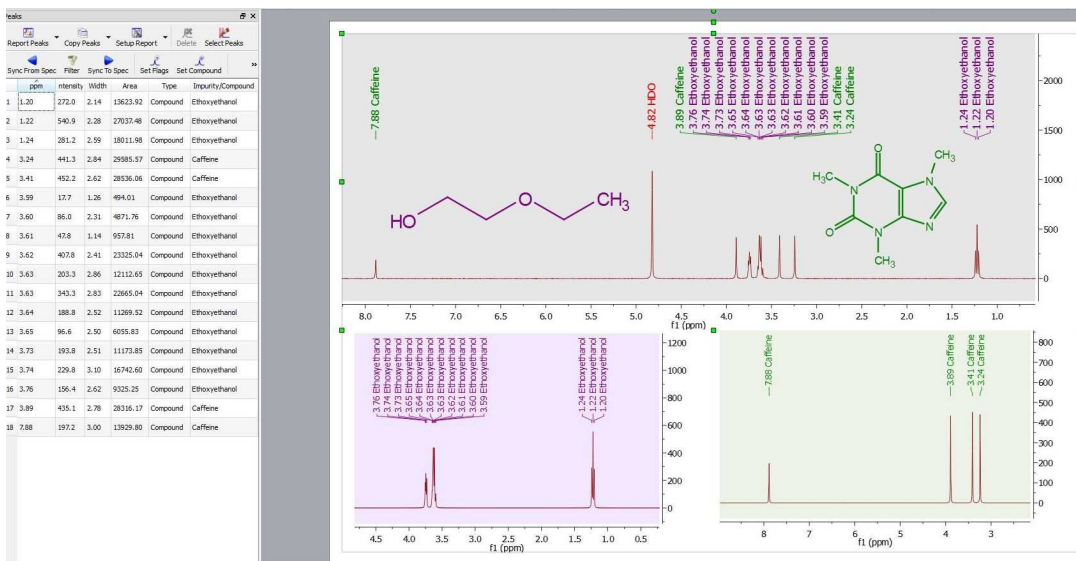 Peaks
Report Peaks Copy Peaks Setup Report Delete Select Peaks
Sync From Spec Filter Sync To Spec Set Flags Set Compound »
ppm ntensity Width Area Type Impurity/Compound
1 1.20 272.0 2.14 13623.92 Compound Ethoxyethanol
2 1.22 540.9 2.28 27037.48 Compound Ethoxyethanol
3 1.24 281.2 2.59 18011.98 Compound Ethoxyethanol
4 3.24 441.3 2.84 29585.57 Compound Caffeine
5 3.41 452.2 2.62 28536.06 Compound Caffeine
6 3.59 17.7 1.26 494.01 Compound Ethoxyethanol
7 3.60 86.0 2.31 4871.76 Compound Ethoxyethanol
8 3.61 47.8 1.14 957.81 Compound Ethoxyethanol
9 3.62 407.8 2.41 23325.04 Compound Ethoxyethanol
10 3.63 203.3 2.86 12112.65 Compound Ethoxyethanol
11 3.63 343.3 2.83 22665.04 Compound Ethoxyethanol
12 3.64 188.8 2.52 11269.52 Compound Ethoxyethanol
13 3.65 96.6 2.50 6055.83 Compound Ethoxyethanol
14 3.73 193.8 2.51 11173.85 Compound Ethoxyethanol
15 3.74 229.8 3.10 16742.60 Compound Ethoxyethanol
16 3.76 156.4 2.62 9325.25 Compound Ethoxyethanol
17 3.89 435.1 2.78 28316.17 Compound Caffeine
18 7.88 197.2 3.00 13929.80 Compound Caffeine
7.88 Caffeine
4.82 HDO
3.89 Caffeine
3.76 Ethoxyethanol
3.74 Ethoxyethanol
3.73 Ethoxyethanol
3.65 Ethoxyethanol
3.64 Ethoxyethanol
3.63 Ethoxyethanol
3.63 Ethoxyethanol
3.62 Ethoxyethanol
3.61 Ethoxyethanol
3.60 Ethoxyethanol
3.59 Ethoxyethanol
3.41 Caffeine
3.24 Caffeine
1.24 Ethoxyethanol
1.22 Ethoxyethanol
1.20 Ethoxyethanol
HO O CH3
O CH3
H3C N N
O N N
CH3
2000
1500
1000
500
0
8.0 7.5 7.0 6.5 6.0 5.5 5.0 4.5 4.0 3.5 3.0 2.5 2.0 1.5 1.0
f1 (ppm)
3.76 Ethoxyethanol
3.74 Ethoxyethanol
3.73 Ethoxyethanol
3.65 Ethoxyethanol
3.64 Ethoxyethanol
3.63 Ethoxyethanol
3.63 Ethoxyethanol
3.62 Ethoxyethanol
3.61 Ethoxyethanol
3.60 Ethoxyethanol
3.59 Ethoxyethanol
1.24 Ethoxyethanol
1.22 Ethoxyethanol
1.20 Ethoxyethanol
1200
1000
800
600
400
200
0
4.5 4.0 3.5 3.0 2.5 2.0 1.5 1.0 0.5
f1 (ppm)
7.88 Caffeine
3.89 Caffeine
3.41 Caffeine
3.24 Caffeine
800
700
600
500
400
300
200
100
0
8 7 6 5 4 3
f1 (ppm)